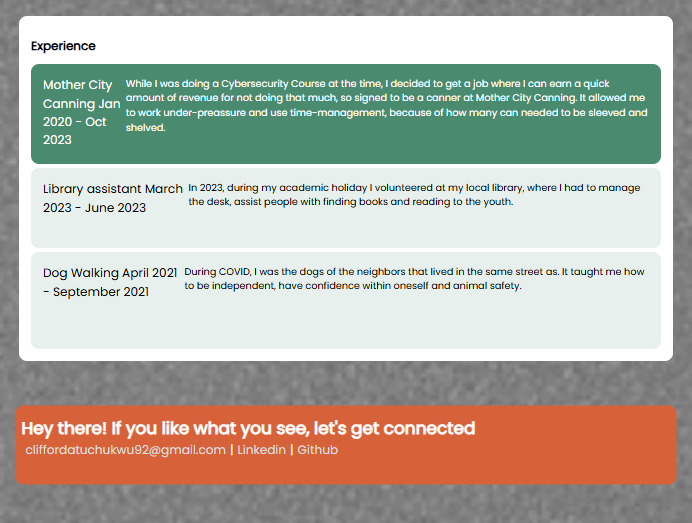 Experience
Mother City
Canning Jan
2020 - Oct
2023
While I was doing a Cybersecurity Course at the time, I decided to get a job where I can earn a quick
amount of revenue for not doing that much, so signed to be a canner at Mother City Canning. It allowed me
to work under-preassure and use time-management, because of how many can needed to be sleeved and
shelved.
Library assistant March
2023 - June 2023
In 2023, during my academic holiday I volunteered at my local library, where I had to manage
the desk, assist people with finding books and reading to the youth.
Dog Walking April 2021
- September 2021
During COVID, I was the dogs of the neighbors that lived in the same street as. It taught me how
to be independent, have confidence within oneself and animal safety.
Hey there! If you like what you see, let's get connected
cliffordatuchukwu92@gmail.com | Linkedin | Github